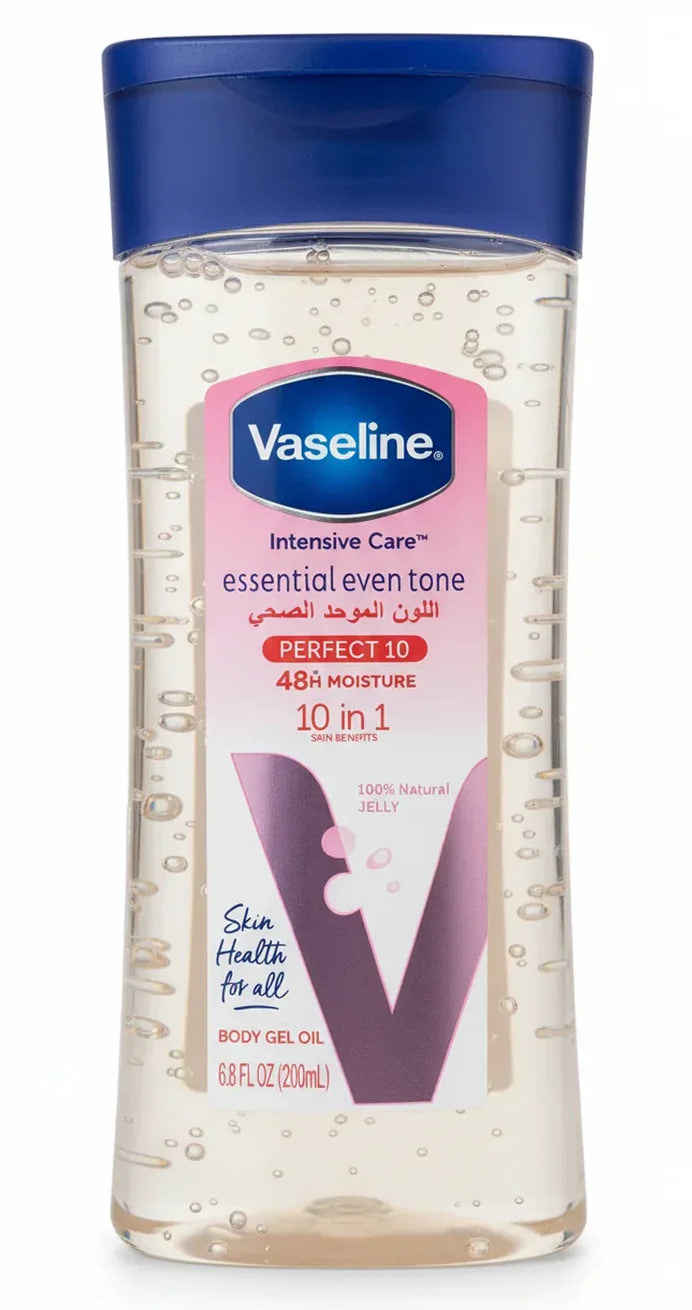 Vaseline®
Intensive Care™
essential even tone
اللون الموحد الصحي
PERFECT 10
48H MOISTURE
10 in 1
SAIN BENEFITS
100% Natural
JELLY
Skin
Health
for all
BODY GEL OIL
6.8 FL OZ (200mL)